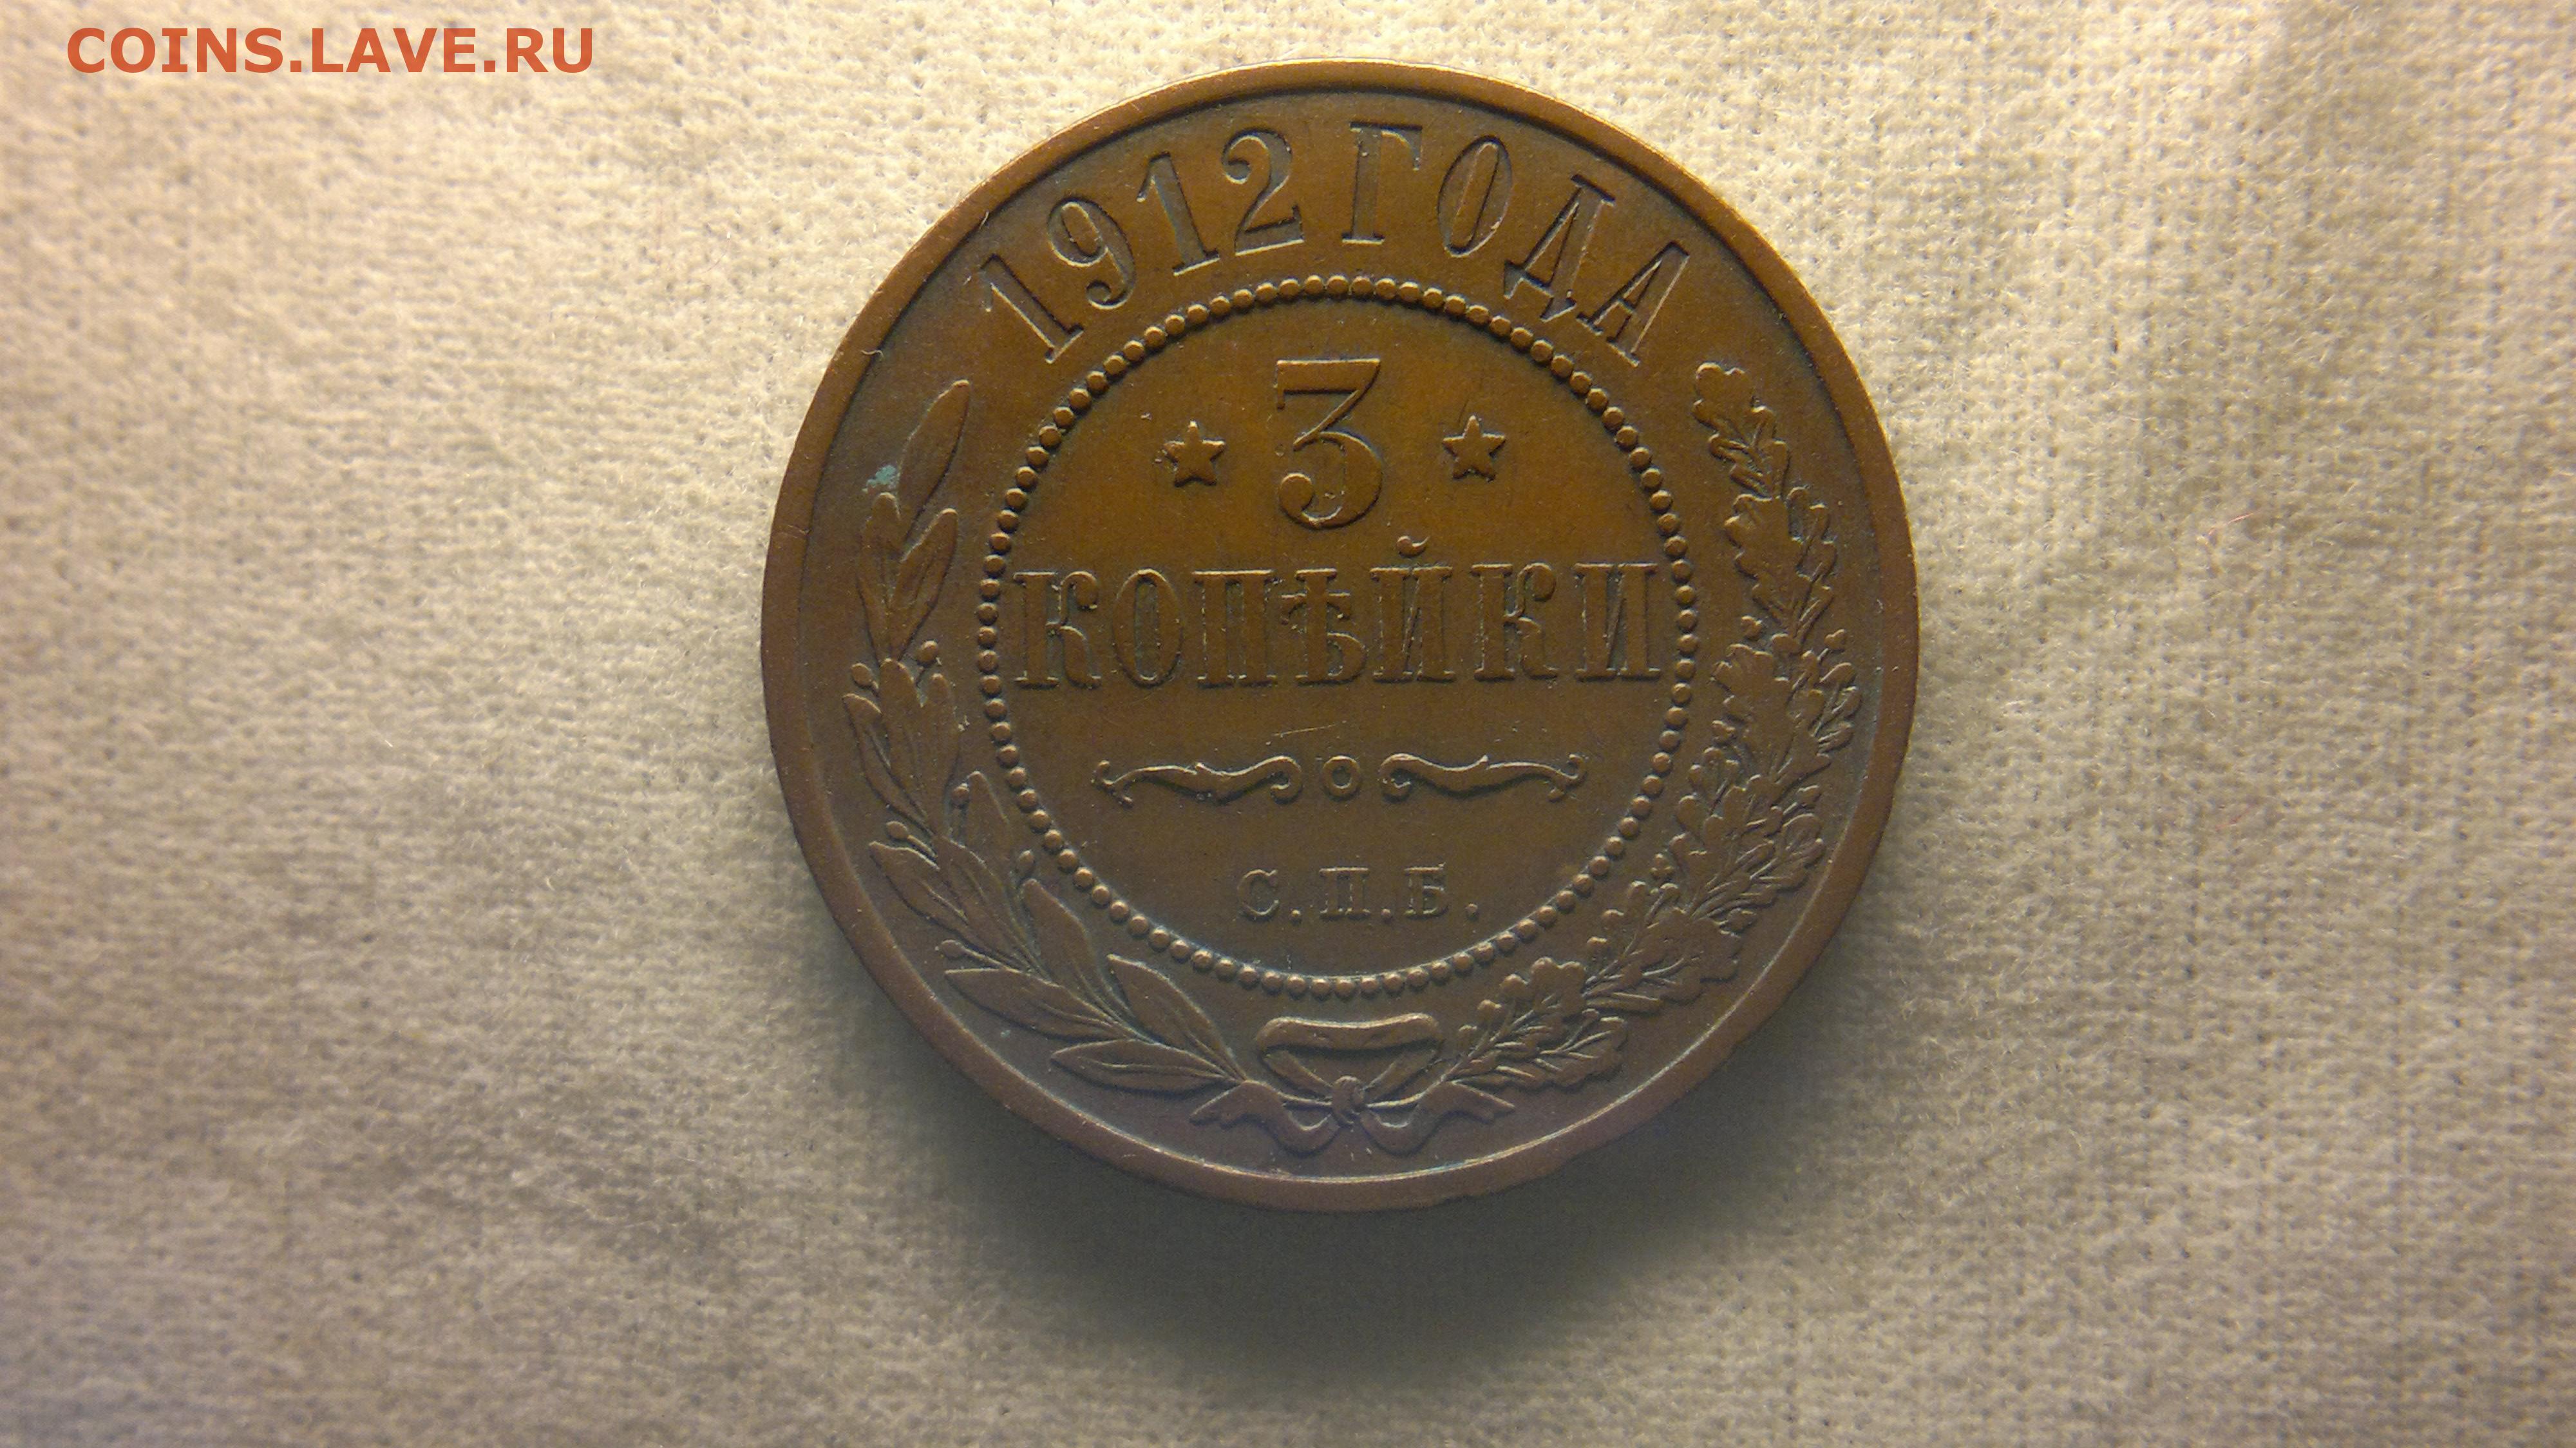 COINS.LAVE.RU
1912 ГОДА
3
КОПѢЙКИ
С.П.Б.